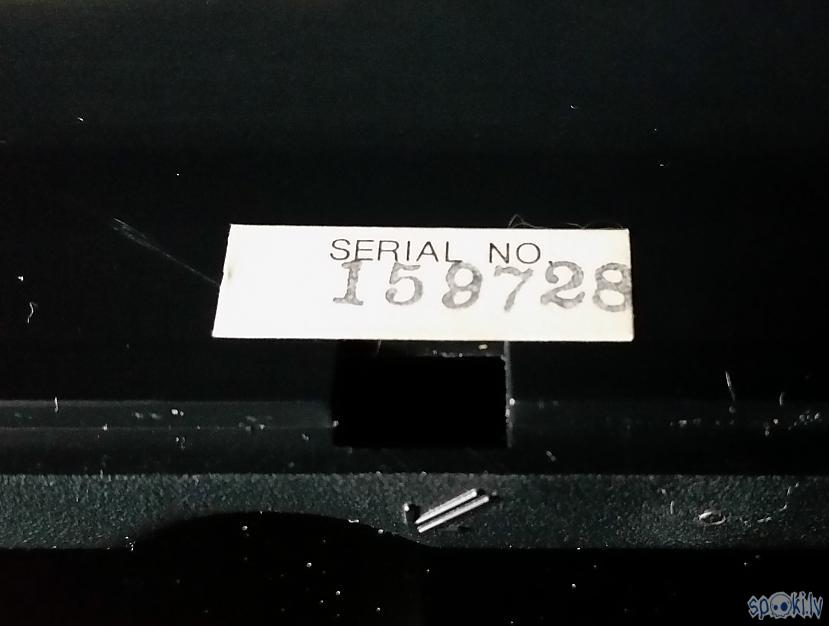 SERIAL NO.
159728
spoki.lv